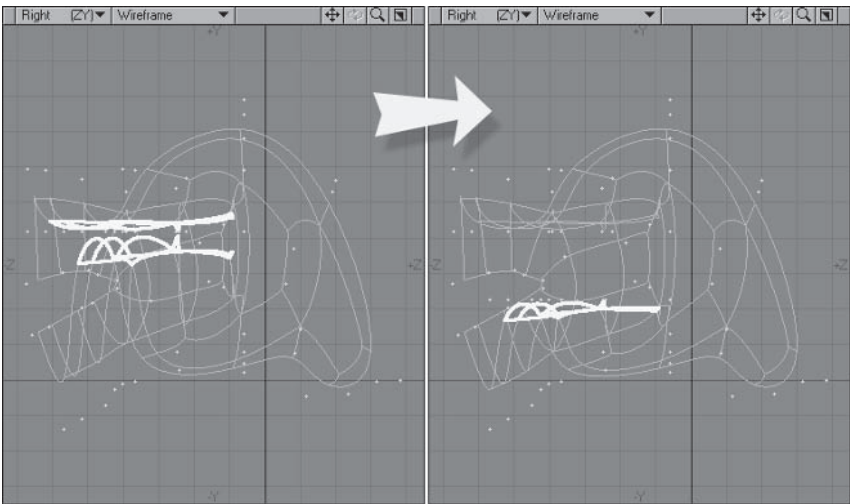 Right (ZY) Wireframe
+Y
-Z +Z
-Y
Right (ZY) Wireframe
+Y
-Z +Z
-Y